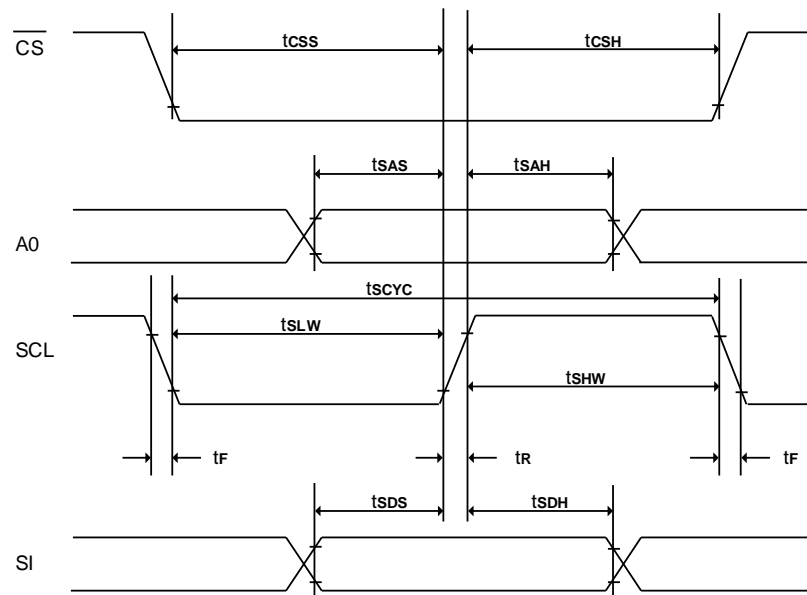 CS
tCSS
tCSH
tSAS
tSAH
A0
tSCYC
tSLW
SCL
tSHW
tF
tR
tF
tSDS
tSDH
SI